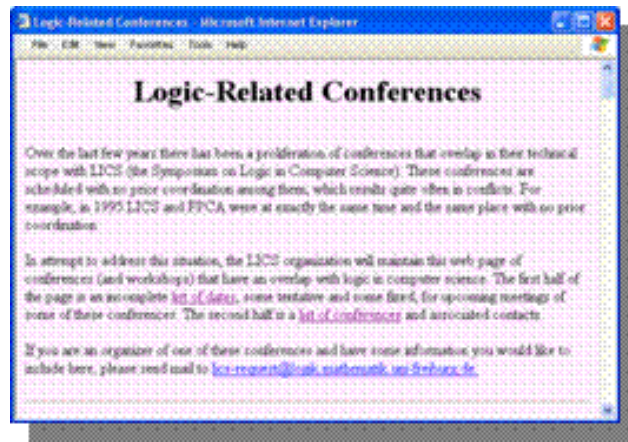 Logic-Related Conferences - Microsoft Internet Explorer
File Edit View Favorites Tools Help
Logic-Related Conferences
Over the last few years there has been a proliferation of conferences that overlap in their technical
scope with LICS (the Symposium on Logic in Computer Science). These conferences are
scheduled with no prior coordination among them, which results quite often in conflicts. For
example, in 1995 LICS and FPCA were at exactly the same time and the same place with no prior
coordination.
In attempt to address this situation, the LICS organization will maintain this web page of
conferences (and workshops) that have an overlap with logic in computer science. The first half of
the page is an incomplete list of dates, some tentative and some fixed, for upcoming meetings of
some of these conferences. The second half is a list of conferences and associated contacts.
If you are an organizer of one of these conferences and have some information you would like to
include here, please send mail to lics-request@logik.mathematik.uni-freiburg.de.